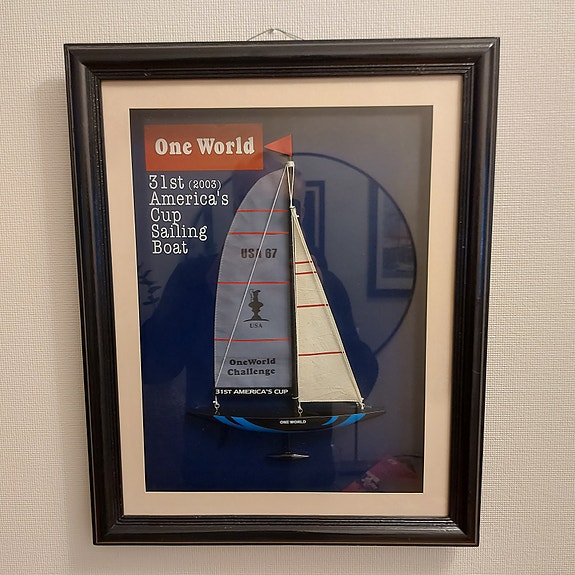 One World
31st (2003)
America's
Cup
Sailing
Boat
USA 67
USA
OneWorld
Challenge
31ST AMERICA'S CUP
ONE WORLD